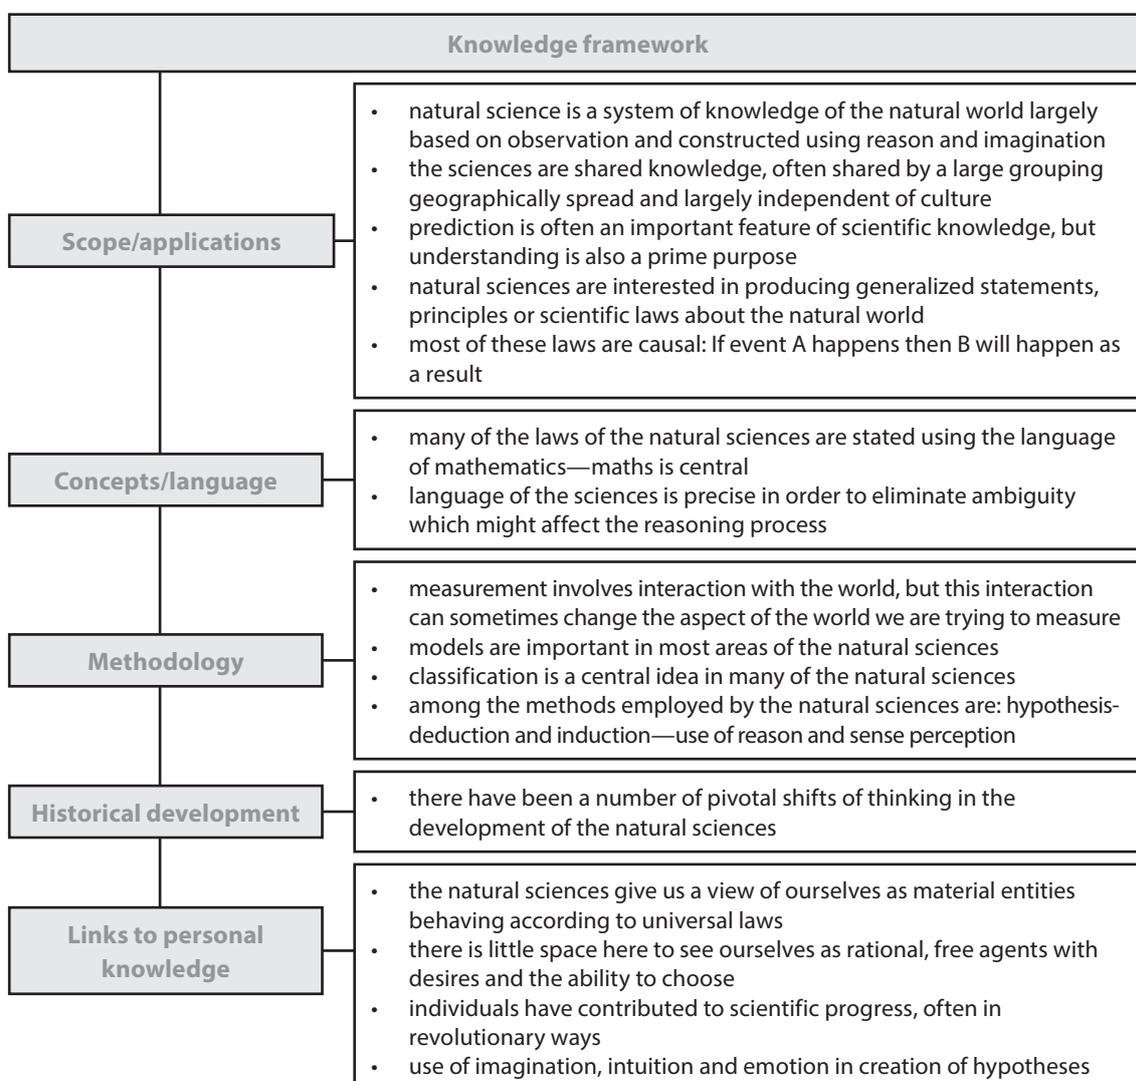 Knowledge framework
Scope/applications
• natural science is a system of knowledge of the natural world largely
based on observation and constructed using reason and imagination
• the sciences are shared knowledge, often shared by a large grouping
geographically spread and largely independent of culture
• prediction is often an important feature of scientific knowledge, but
understanding is also a prime purpose
• natural sciences are interested in producing generalized statements,
principles or scientific laws about the natural world
• most of these laws are causal: If event A happens then B will happen as
a result
Concepts/language
• many of the laws of the natural sciences are stated using the language
of mathematics—maths is central
• language of the sciences is precise in order to eliminate ambiguity
which might affect the reasoning process
Methodology
• measurement involves interaction with the world, but this interaction
can sometimes change the aspect of the world we are trying to measure
• models are important in most areas of the natural sciences
• classification is a central idea in many of the natural sciences
• among the methods employed by the natural sciences are: hypothesis-
deduction and induction—use of reason and sense perception
Historical development
• there have been a number of pivotal shifts of thinking in the
development of the natural sciences
Links to personal
knowledge
• the natural sciences give us a view of ourselves as material entities
behaving according to universal laws
• there is little space here to see ourselves as rational, free agents with
desires and the ability to choose
• individuals have contributed to scientific progress, often in
revolutionary ways
• use of imagination, intuition and emotion in creation of hypotheses